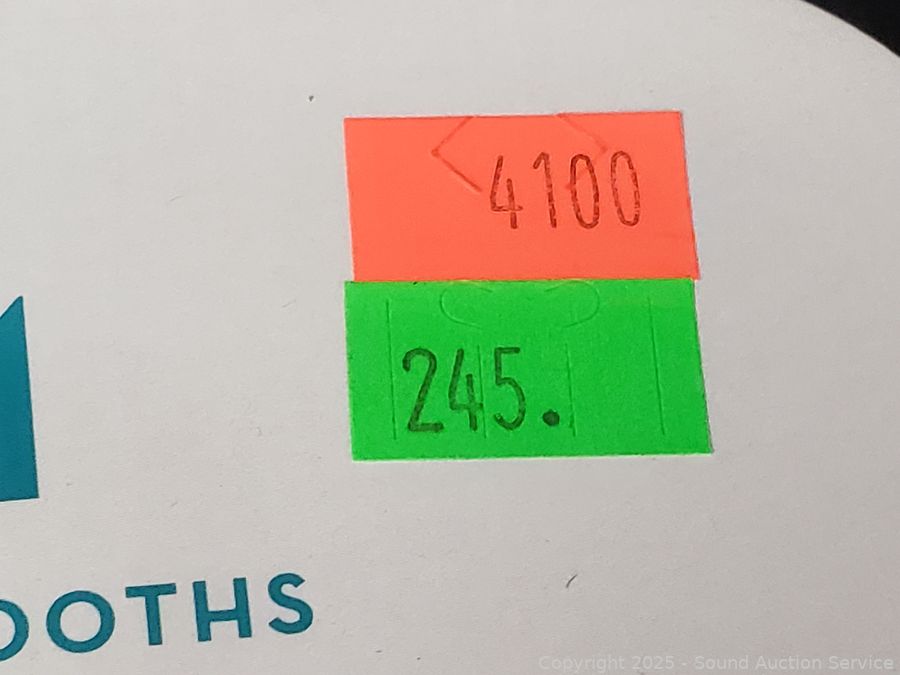 4100
245.
OOTHS
Copyright 2025 - Sound Auction Service